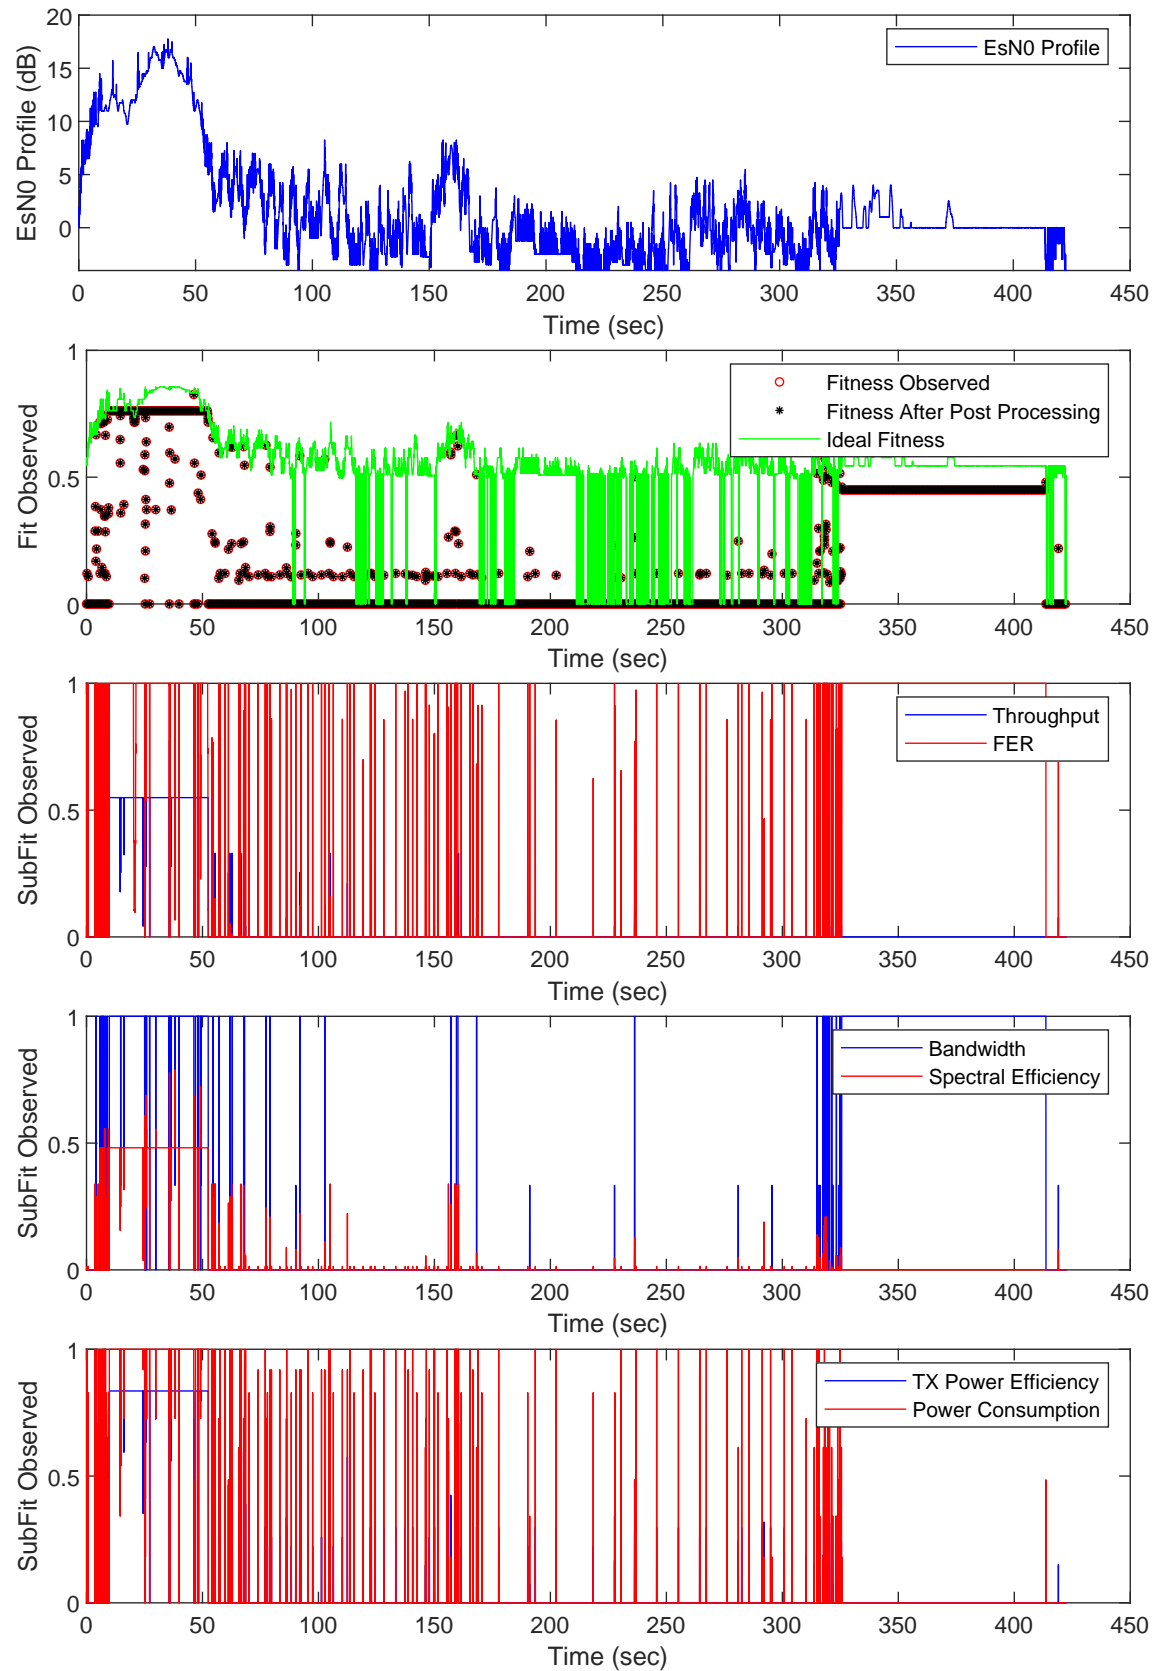 20
15
10
5
0
EsN0 Profile (dB)
EsN0 Profile
0 50 100 150 200 250 300 350 400 450
Time (sec)
1
0.5
0
Fit Observed
Fitness Observed
Fitness After Post Processing
Ideal Fitness
0 50 100 150 200 250 300 350 400 450
Time (sec)
1
0.5
0
SubFit Observed
Throughput
FER
0 50 100 150 200 250 300 350 400 450
Time (sec)
1
0.5
0
SubFit Observed
Bandwidth
Spectral Efficiency
0 50 100 150 200 250 300 350 400 450
Time (sec)
1
0.5
0
SubFit Observed
TX Power Efficiency
Power Consumption
0 50 100 150 200 250 300 350 400 450
Time (sec)